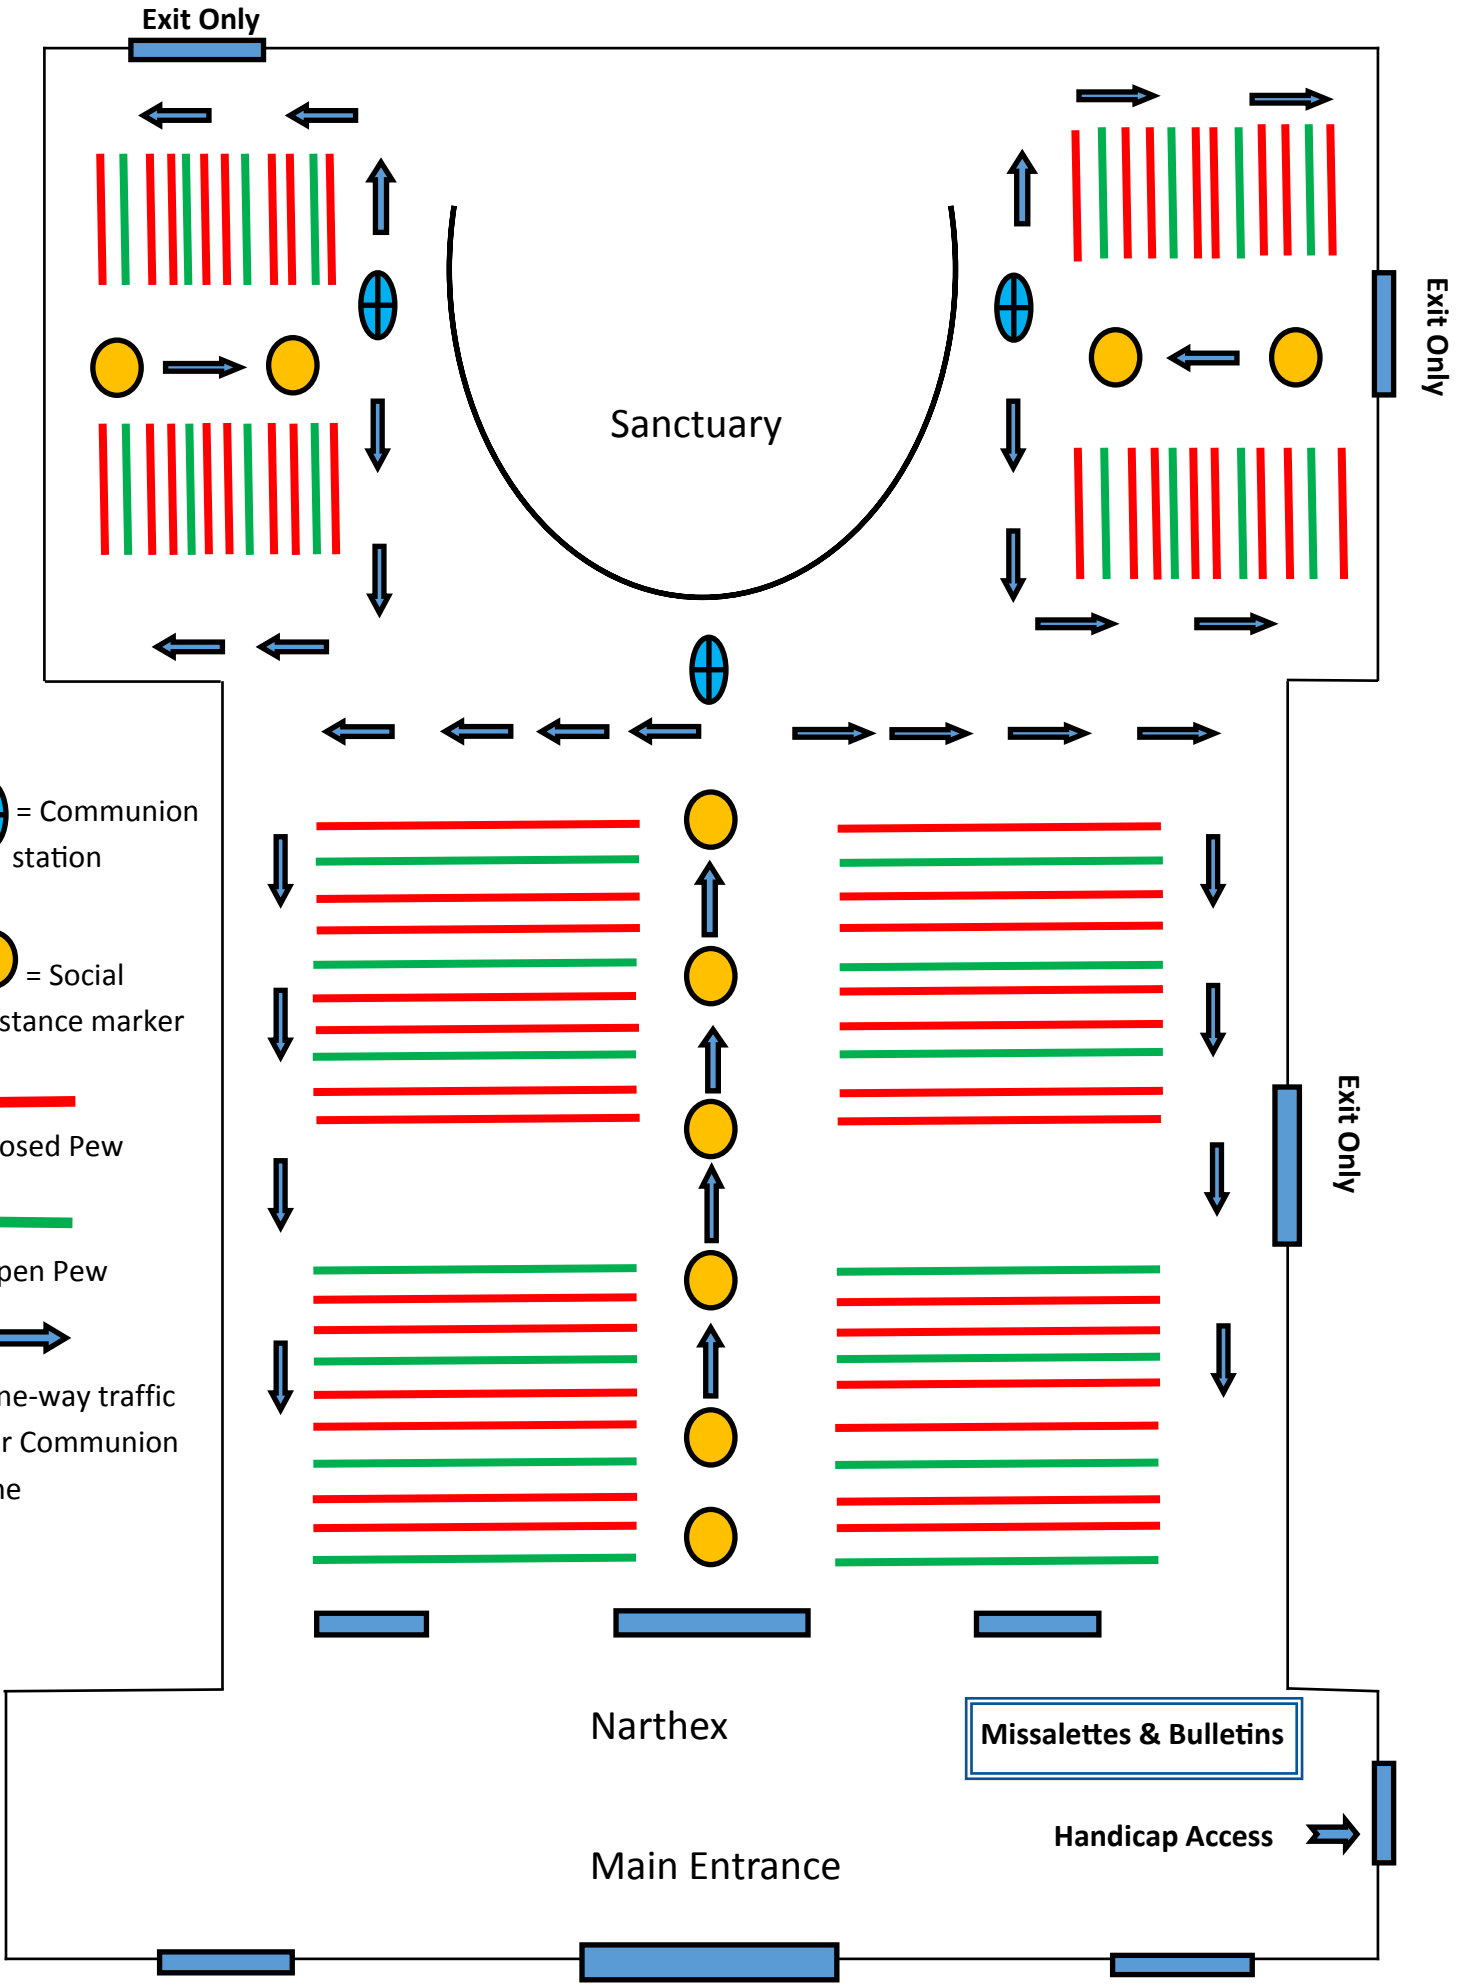 Exit Only
Exit Only
Sanctuary
= Communion
station
= Social
stance marker
osed Pew
pen Pew
ne-way traffic
r Communion
ne
Exit Only
Narthex
Missalettes & Bulletins
Handicap Access
Main Entrance